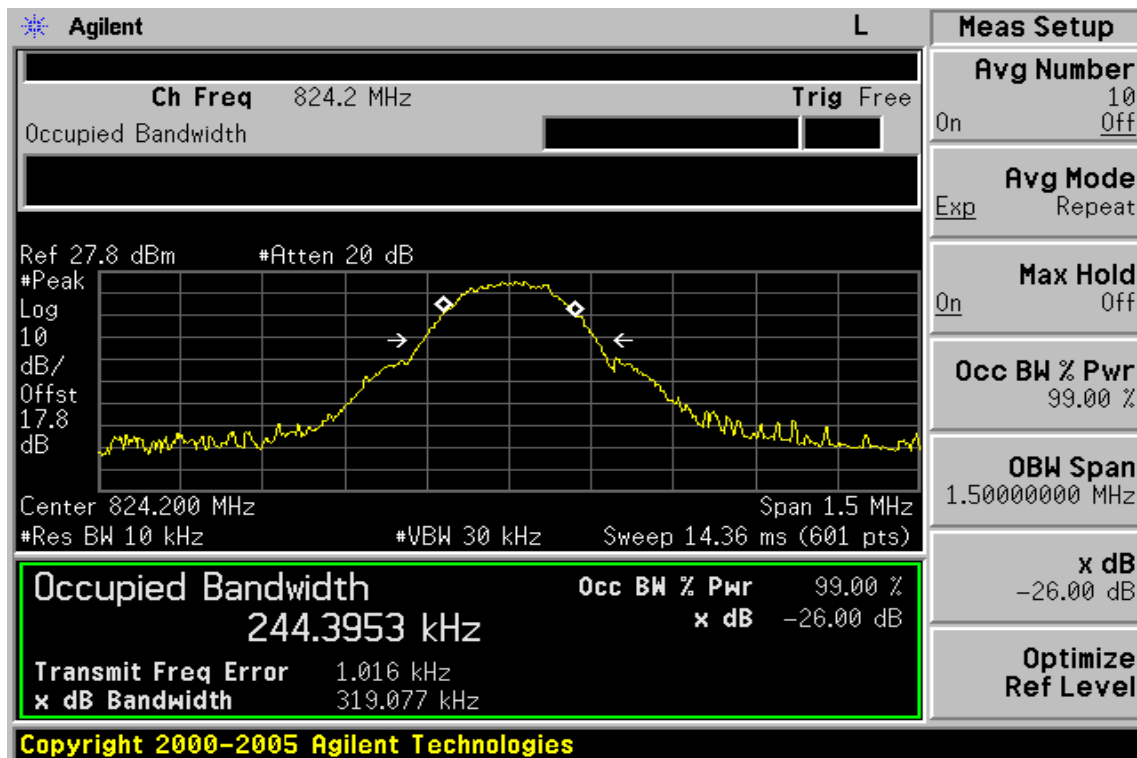 Agilent L
Ch Freq 824.2 MHz Trig Free
Occupied Bandwidth
Ref 27.8 dBm #Atten 20 dB
#Peak
Log
10
dB/
Offst
17.8
dB
Center 824.200 MHz Span 1.5 MHz
#Res BW 10 kHz #VBW 30 kHz Sweep 14.36 ms (601 pts)
Occupied Bandwidth Occ BW % Pwr 99.00 %
244.3953 kHz x dB -26.00 dB
Transmit Freq Error 1.016 kHz
x dB Bandwidth 319.077 kHz
Copyright 2000-2005 Agilent Technologies
Meas Setup
Avg Number
10
On Off
Avg Mode
Exp Repeat
Max Hold
On Off
Occ BW % Pwr
99.00 %
OBW Span
1.50000000 MHz
x dB
-26.00 dB
Optimize
Ref Level